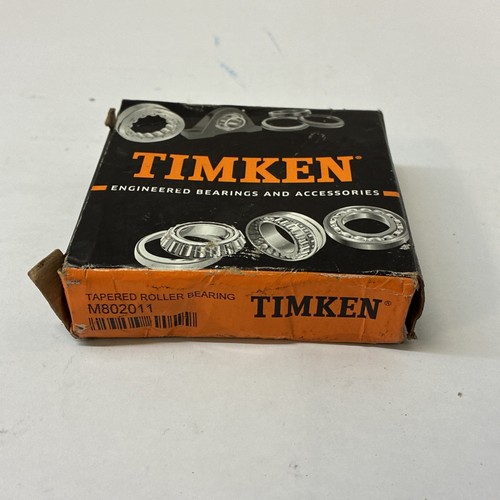 TIMKEN®
ENGINEERED BEARINGS AND ACCESSORIES
TAPERED ROLLER BEARING
M802011
TIMKEN®